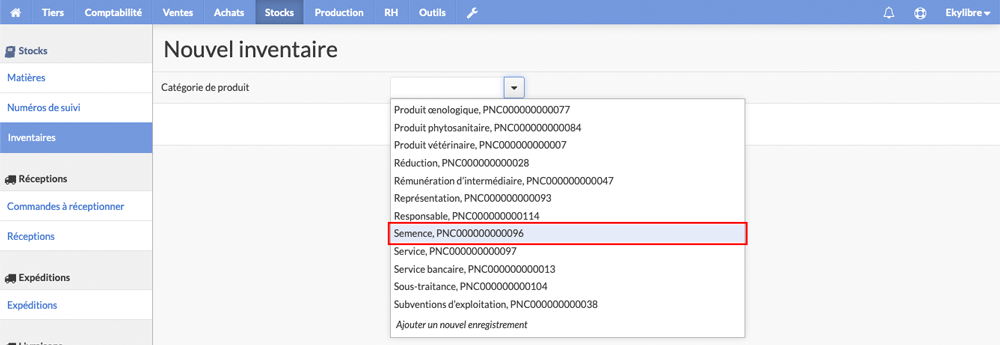 Tiers Comptabilité Ventes Achats Stocks Production RH Outils Ekylibre
Stocks
Matières
Numéros de suivi
Inventaires
Réceptions
Commandes à réceptionner
Réceptions
Expéditions
Expéditions
Nouvel inventaire
Catégorie de produit
Produit œnologique, PNC000000000077
Produit phytosanitaire, PNC000000000084
Produit vétérinaire, PNC000000000007
Réduction, PNC000000000028
Rémunération d'intermédiaire, PNC000000000047
Représentation, PNC000000000093
Responsable, PNC000000000114
Semence, PNC000000000096
Service, PNC000000000097
Service bancaire, PNC000000000013
Sous-traitance, PNC000000000104
Subventions d'exploitation, PNC000000000038
Ajouter un nouvel enregistrement